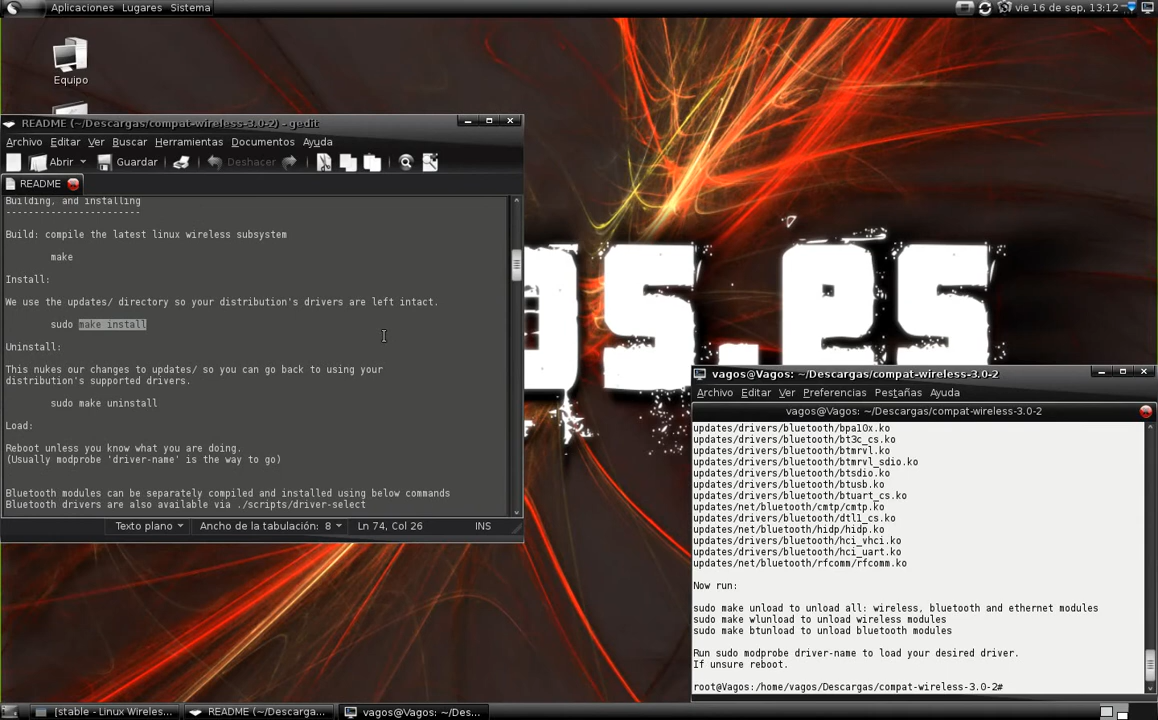 Aplicaciones Lugares Sistema
vie 16 de sep, 13:12
Equipo
README (~/Descargas/compat-wireless-3.0-2) - gedit
Archivo Editar Ver Buscar Herramientas Documentos Ayuda
Abrir Guardar Deshacer
README
Building, and installing
------------------------
Build: compile the latest linux wireless subsystem
make
Install:
We use the updates/ directory so your distribution's drivers are left intact.
sudo make install
Uninstall:
This nukes our changes to updates/ so you can go back to using your
distribution's supported drivers.
sudo make uninstall
Load:
Reboot unless you know what you are doing.
(Usually modprobe 'driver-name' is the way to go)
Bluetooth modules can be separately compiled and installed using below commands
Bluetooth drivers are also available via ./scripts/driver-select
Texto plano Ancho de la tabulación: 8 Ln 74, Col 26 INS
os.es
vagos@Vagos: ~/Descargas/compat-wireless-3.0-2
Archivo Editar Ver Preferencias Pestañas Ayuda
vagos@Vagos: ~/Descargas/compat-wireless-3.0-2
updates/drivers/bluetooth/bpa10x.ko
updates/drivers/bluetooth/bt3c_cs.ko
updates/drivers/bluetooth/btmrvl.ko
updates/drivers/bluetooth/btmrvl_sdio.ko
updates/drivers/bluetooth/btsdio.ko
updates/drivers/bluetooth/btusb.ko
updates/drivers/bluetooth/btuart_cs.ko
updates/net/bluetooth/cmtp/cmtp.ko
updates/drivers/bluetooth/dtl1_cs.ko
updates/net/bluetooth/hidp/hidp.ko
updates/drivers/bluetooth/hci_vhci.ko
updates/drivers/bluetooth/hci_uart.ko
updates/net/bluetooth/rfcomm/rfcomm.ko
Now run:
sudo make unload to unload all: wireless, bluetooth and ethernet modules
sudo make wlunload to unload wireless modules
sudo make btunload to unload bluetooth modules
Run sudo modprobe driver-name to load your desired driver.
If unsure reboot.
root@Vagos:/home/vagos/Descargas/compat-wireless-3.0-2#
[stable - Linux Wireles... README (~/Descarga... vagos@Vagos: ~/Des...